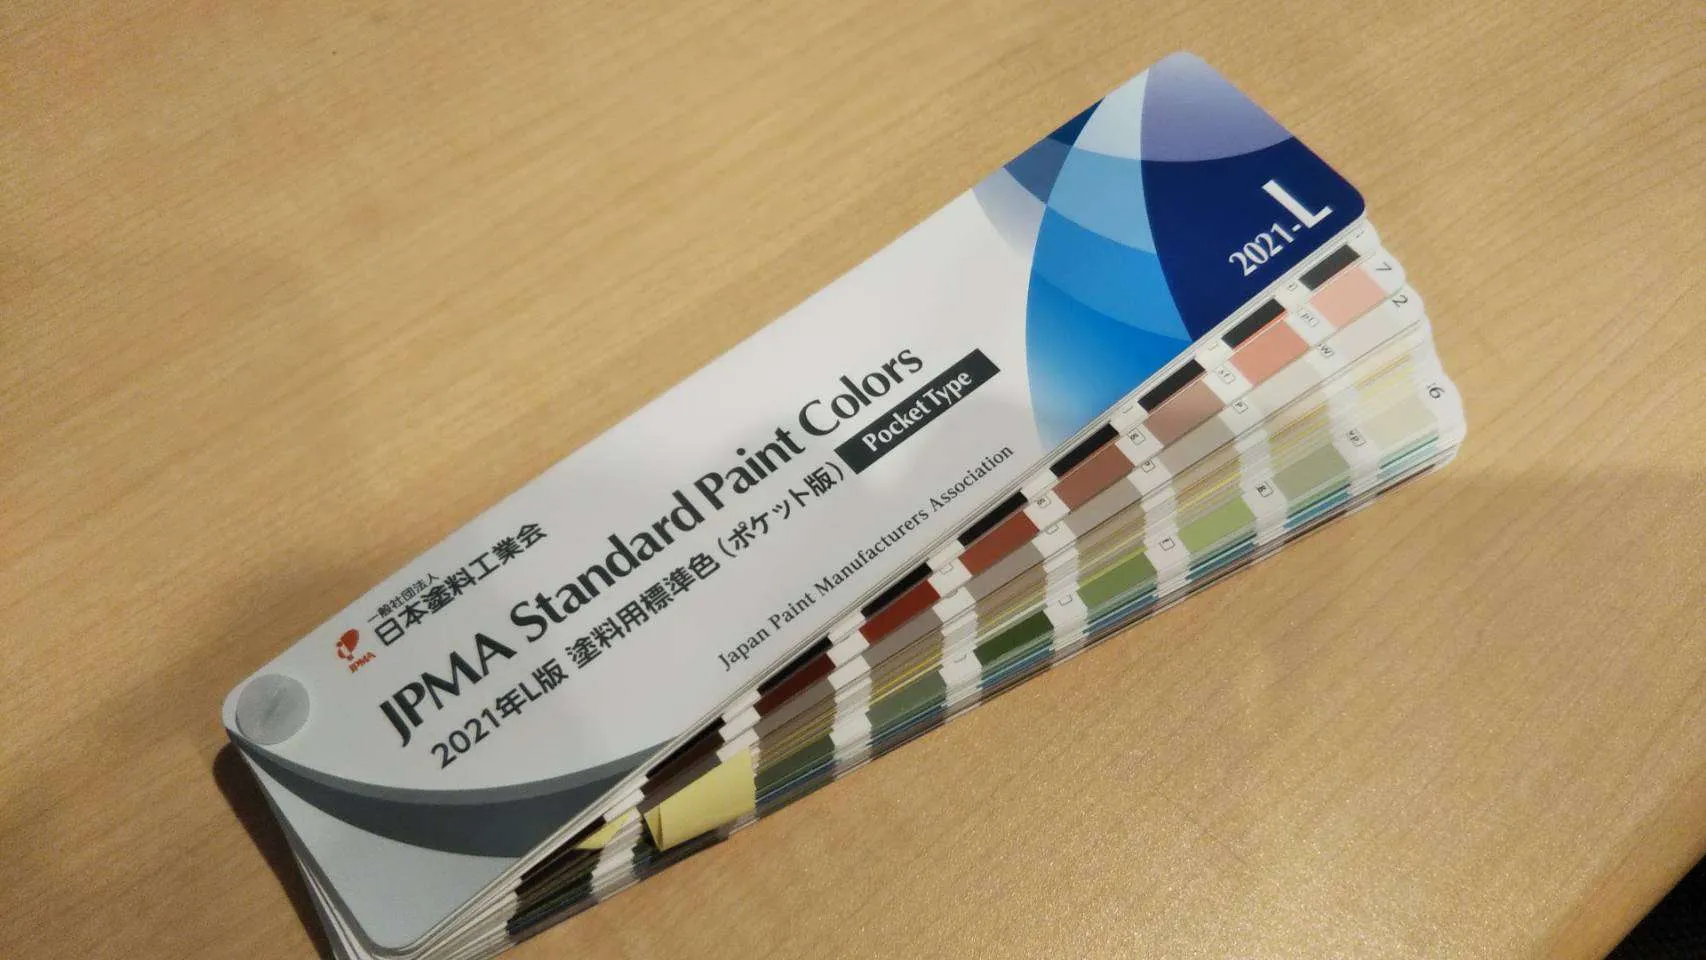 一般社団法人
日本塗料工業会
JPMA
JPMA Standard Paint Colors
2021年L版 塗料用標準色（ポケット版）
Pocket Type
Japan Paint Manufacturers Association
2021-L
7
2